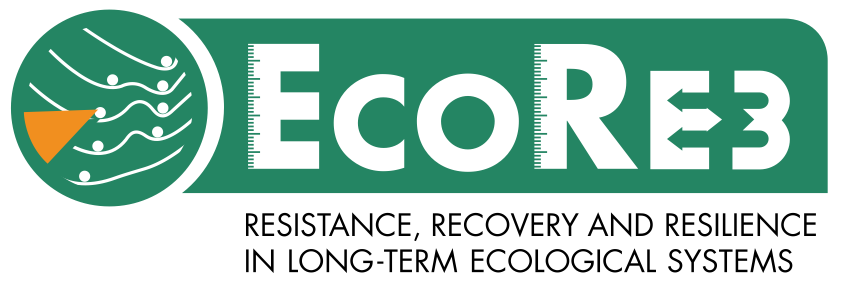 ECORE3
RESISTANCE, RECOVERY AND RESILIENCE
IN LONG-TERM ECOLOGICAL SYSTEMS